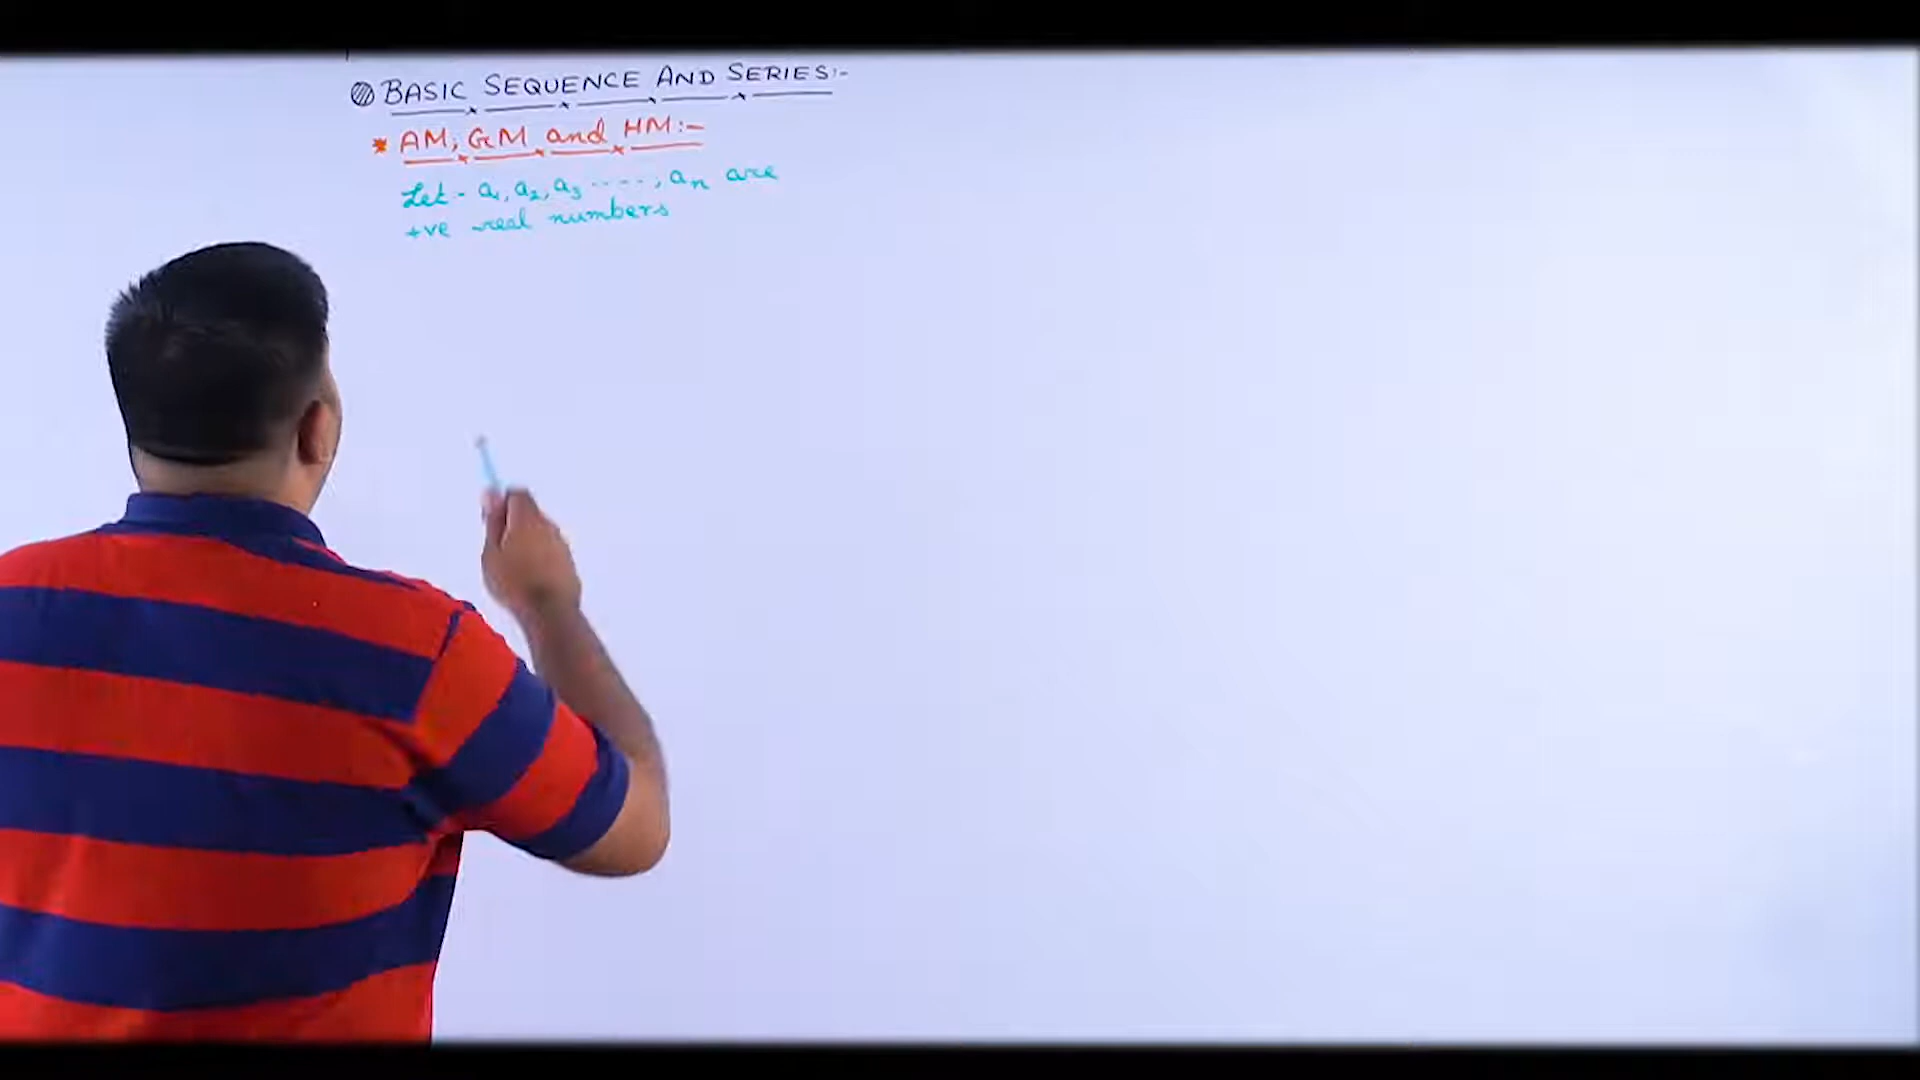 BASIC SEQUENCE AND SERIES:-
* AM, GM and HM:-
Let - a₁, a₂, a₃ ......, aₙ are
+ve real numbers